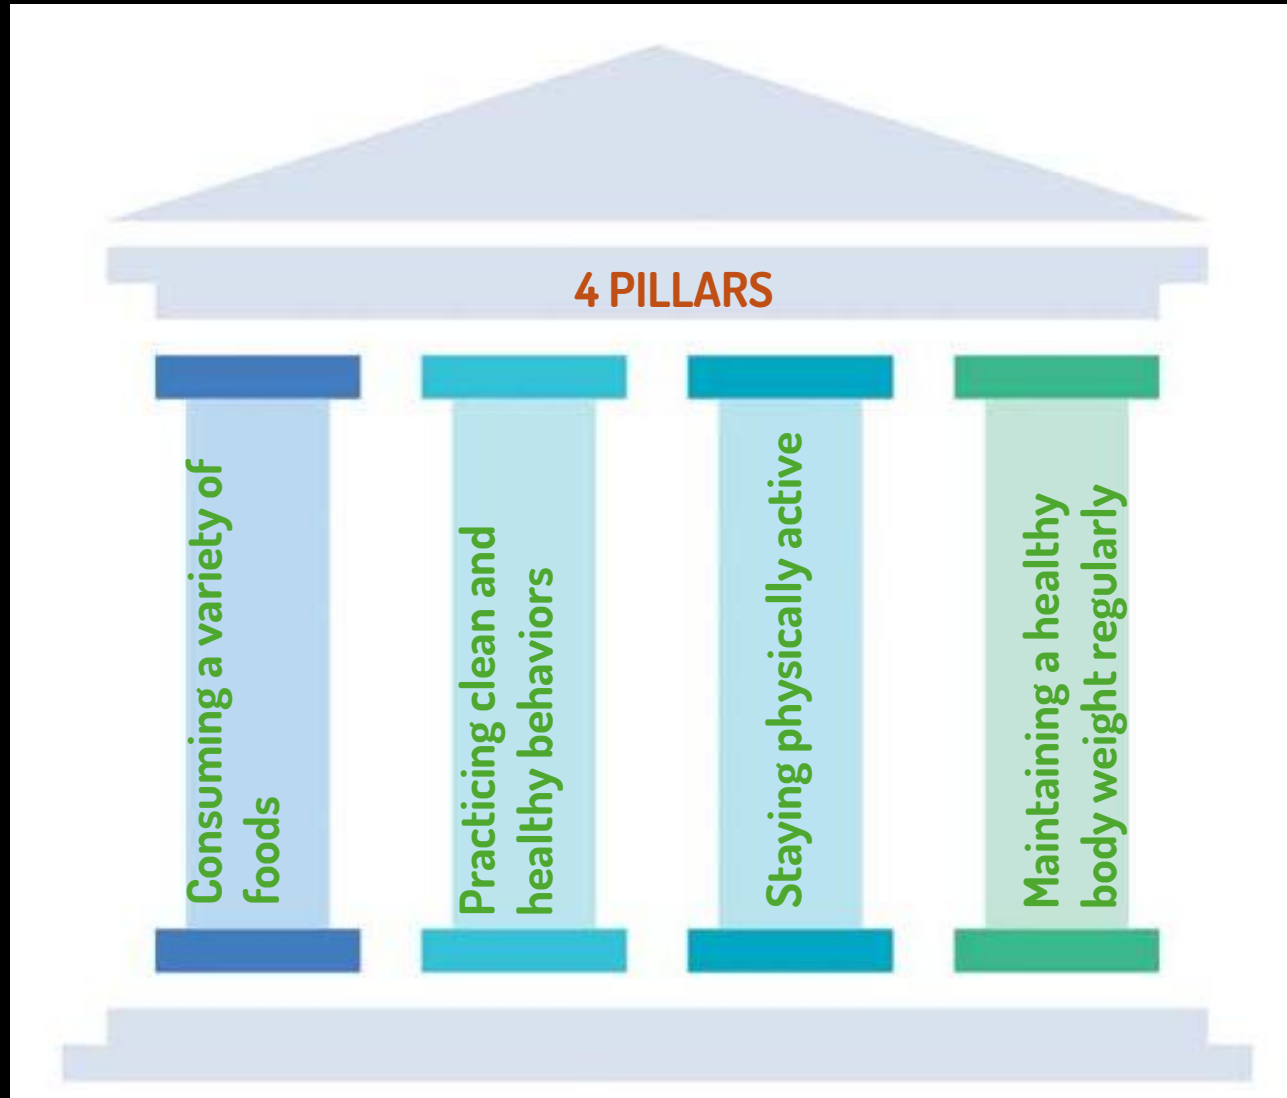 4 PILLARS
Consuming a variety of
foods
Practicing clean and
healthy behaviors
Staying physically active
Maintaining a healthy
body weight regularly